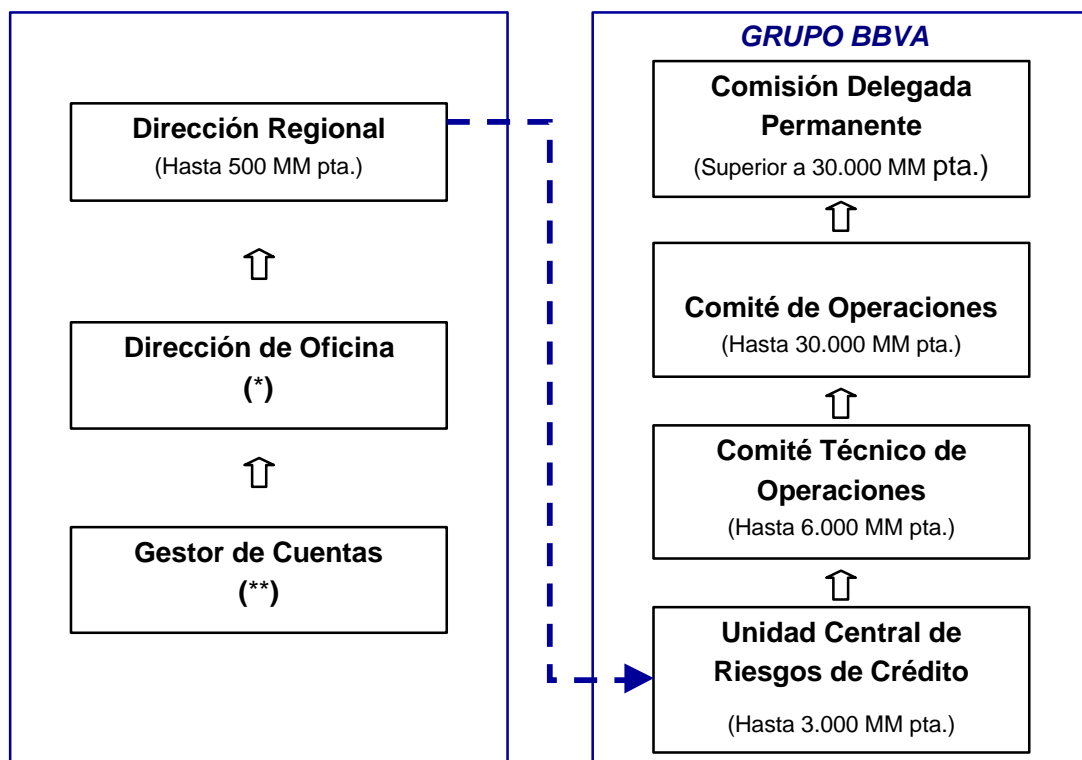 Dirección Regional
(Hasta 500 MM pta.)
Dirección de Oficina
(*)
Gestor de Cuentas
(**)
GRUPO BBVA
Comisión Delegada
Permanente
(Superior a 30.000 MM pta.)
Comité de Operaciones
(Hasta 30.000 MM pta.)
Comité Técnico de
Operaciones
(Hasta 6.000 MM pta.)
Unidad Central de
Riesgos de Crédito
(Hasta 3.000 MM pta.)